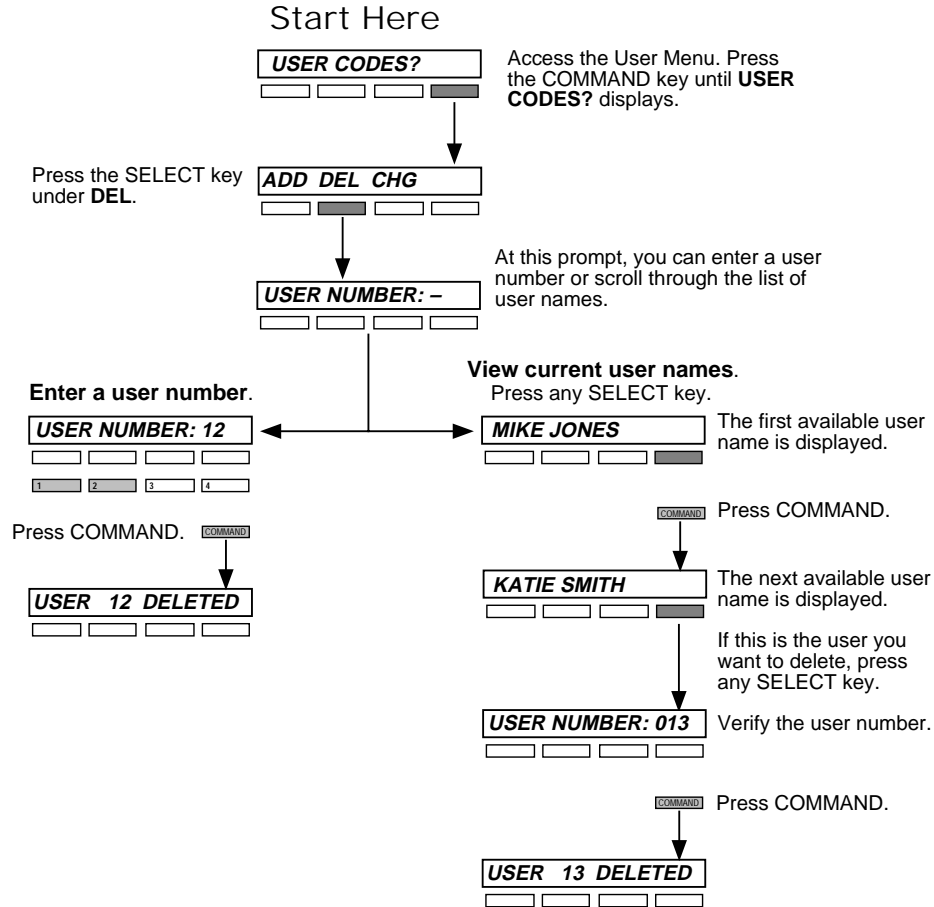 Start Here
USER CODES?
Access the User Menu. Press
the COMMAND key until USER
CODES? displays.
Press the SELECT key
under DEL.
ADD DEL CHG
At this prompt, you can enter a user
number or scroll through the list of
user names.
USER NUMBER: –
Enter a user number.
USER NUMBER: 12
1 2 3 4
Press COMMAND. COMMAND
USER 12 DELETED
View current user names.
Press any SELECT key.
MIKE JONES
The first available user
name is displayed.
COMMAND Press COMMAND.
KATIE SMITH
The next available user
name is displayed.
If this is the user you
want to delete, press
any SELECT key.
USER NUMBER: 013
Verify the user number.
COMMAND Press COMMAND.
USER 13 DELETED